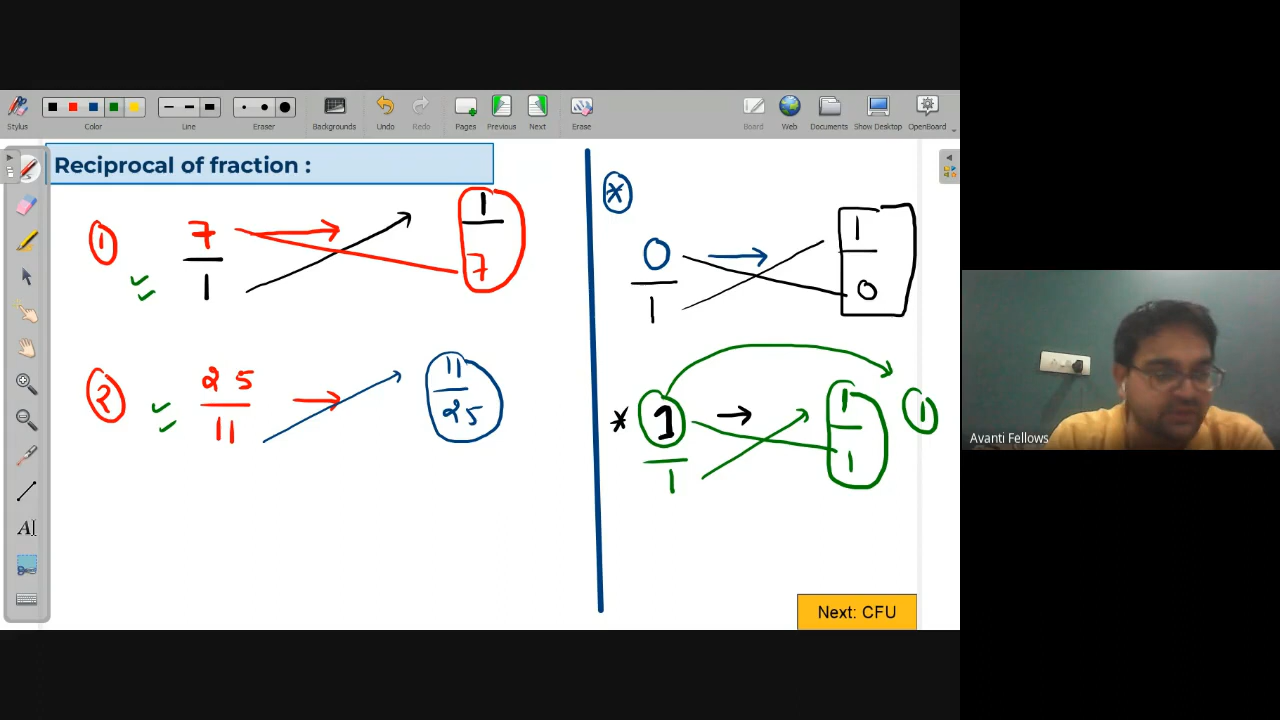 Stylus
Color
Line
Eraser
Backgrounds
Undo
Redo
Pages
Previous
Next
Erase
Board
Web
Documents
Show Desktop
OpenBoard
Reciprocal of fraction :
1 7/1 → 1/7
2 25/11 → 11/25
* 0/1 → 1/0
* 1/1 → 1/1 1
Next: CFU
Avanti Fellows